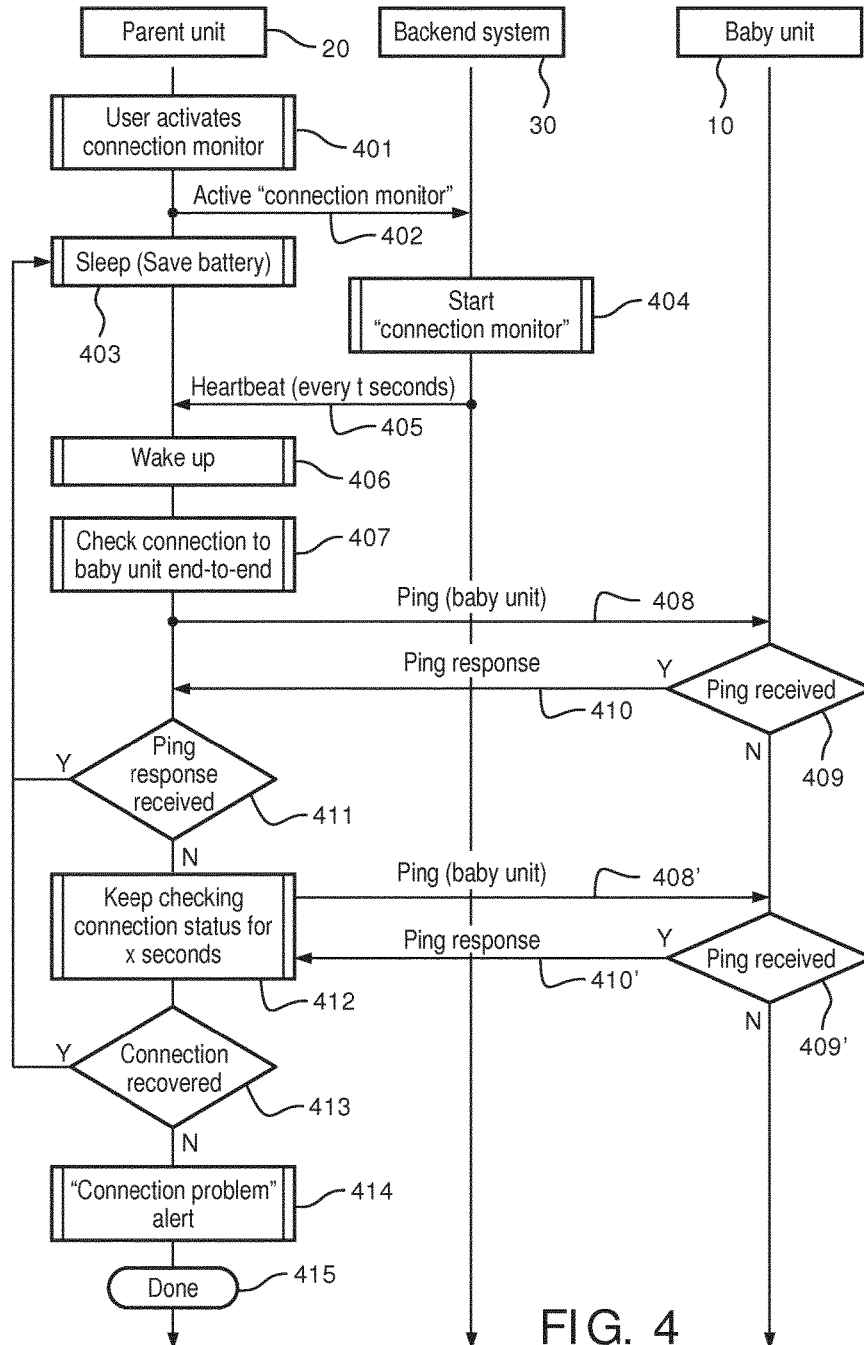 Parent unit
20
Backend system
30
Baby unit
10
User activates
connection monitor
401
Active “connection monitor”
402
Sleep (Save battery)
403
Start
“connection monitor”
404
Heartbeat (every t seconds)
405
Wake up
406
Check connection to
baby unit end-to-end
407
Ping (baby unit)
408
Ping response
410
Y
Ping received
N
409
Y
Ping
response
received
411
N
Keep checking
connection status for
x seconds
412
Ping (baby unit)
408'
Ping response
410'
Y
Ping received
N
409'
Y
Connection
recovered
413
N
“Connection problem”
alert
414
Done
415
FIG. 4